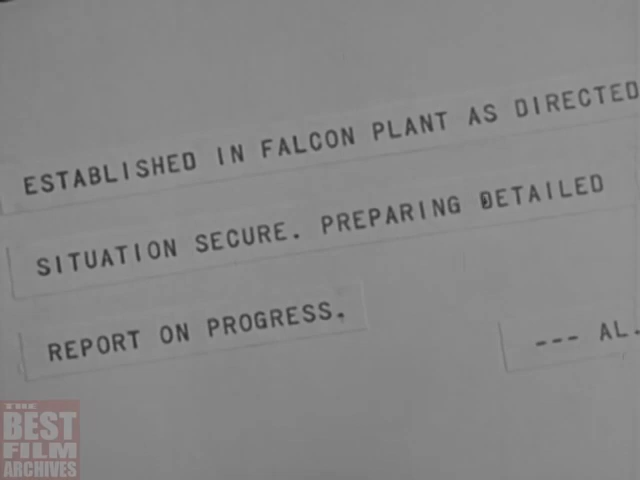 ESTABLISHED IN FALCON PLANT AS DIRECTED
SITUATION SECURE. PREPARING DETAILED
REPORT ON PROGRESS.
--- AL.
THE
BEST
FILM
ARCHIVES